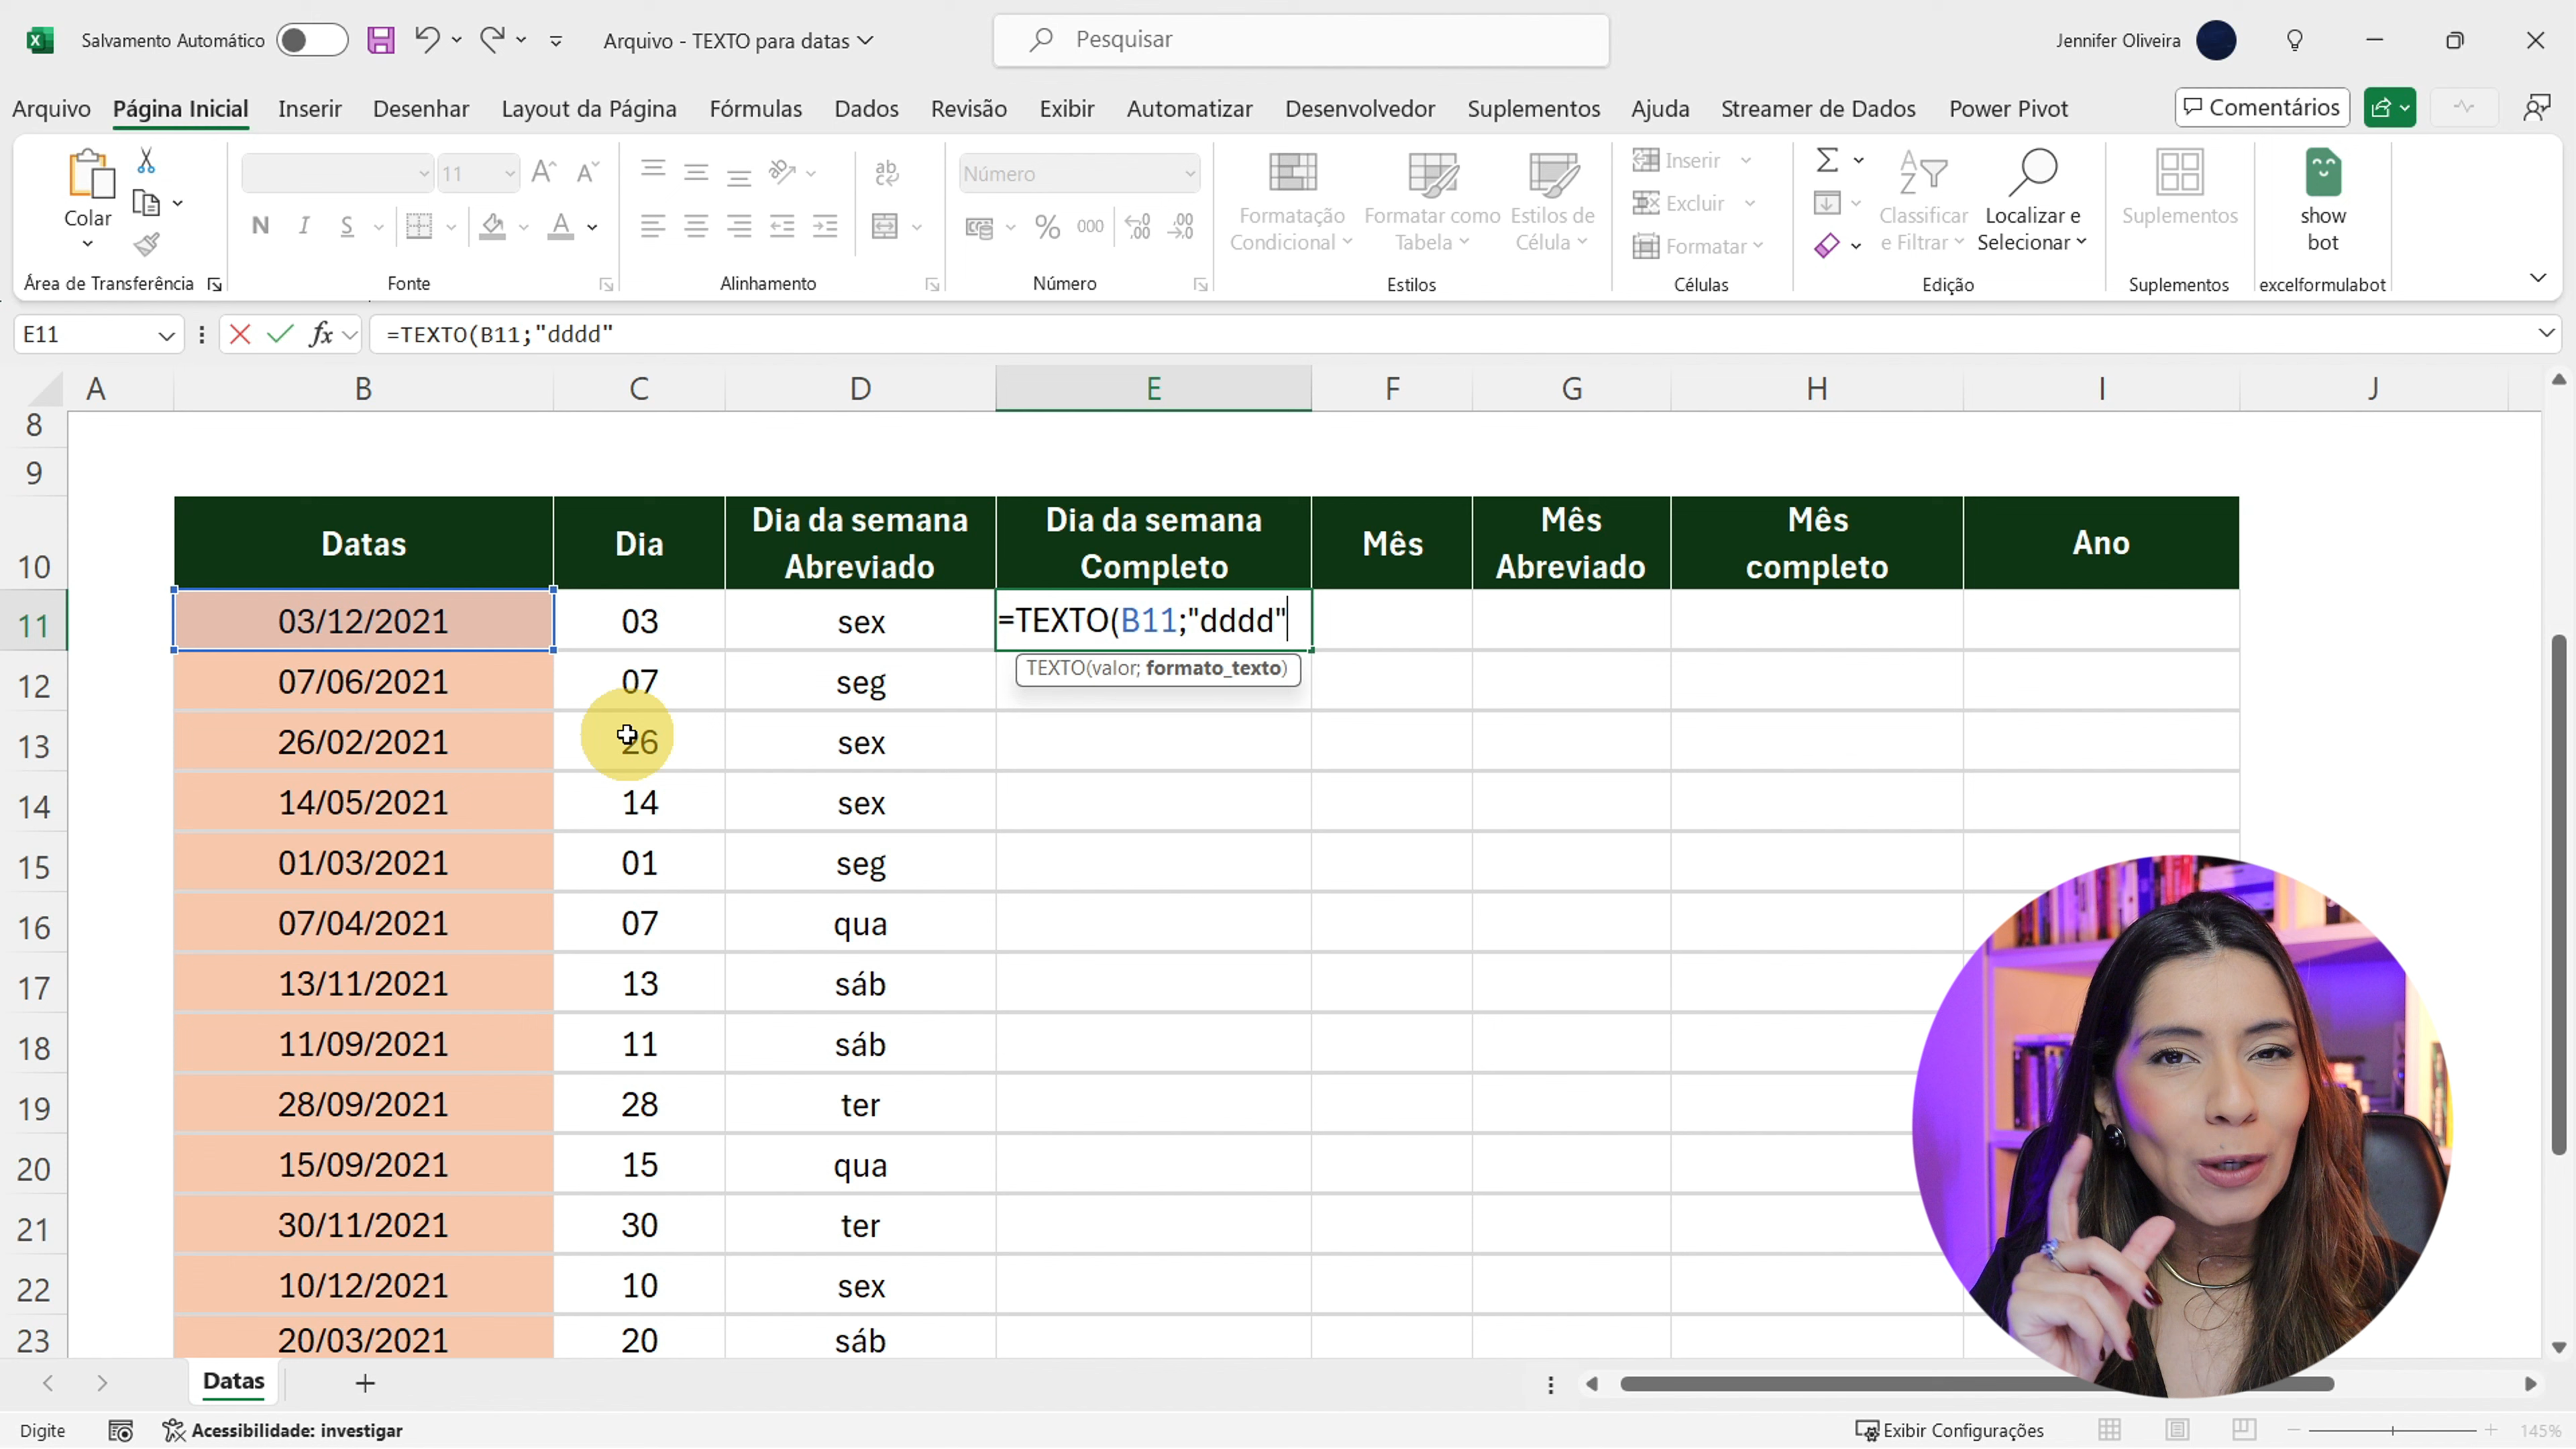 Salvamento Automático
Arquivo - TEXTO para datas
Pesquisar
Jennifer Oliveira
Arquivo Página Inicial Inserir Desenhar Layout da Página Fórmulas Dados Revisão Exibir Automatizar Desenvolvedor Suplementos Ajuda Streamer de Dados Power Pivot Comentários
Colar
Área de Transferência
11
N I S
Fonte
ab
Alinhamento
Número
% 000
Número
Formatação Condicional
Formatar como Tabela
Estilos de Célula
Estilos
Inserir
Excluir
Formatar
Células
Classificar e Filtrar
Localizar e Selecionar
Edição
Suplementos
Suplementos
show bot
excelformulabot
E11 fx =TEXTO(B11;"dddd"
A B C D E F G H I J
8
9
10 Datas Dia Dia da semana Abreviado Dia da semana Completo Mês Mês Abreviado Mês completo Ano
11 03/12/2021 03 sex =TEXTO(B11;"dddd"
TEXTO(valor; formato_texto)
12 07/06/2021 07 seg
13 26/02/2021 26 sex
14 14/05/2021 14 sex
15 01/03/2021 01 seg
16 07/04/2021 07 qua
17 13/11/2021 13 sáb
18 11/09/2021 11 sáb
19 28/09/2021 28 ter
20 15/09/2021 15 qua
21 30/11/2021 30 ter
22 10/12/2021 10 sex
23 20/03/2021 20 sáb
Datas
Digite
Acessibilidade: investigar
Exibir Configurações
145%